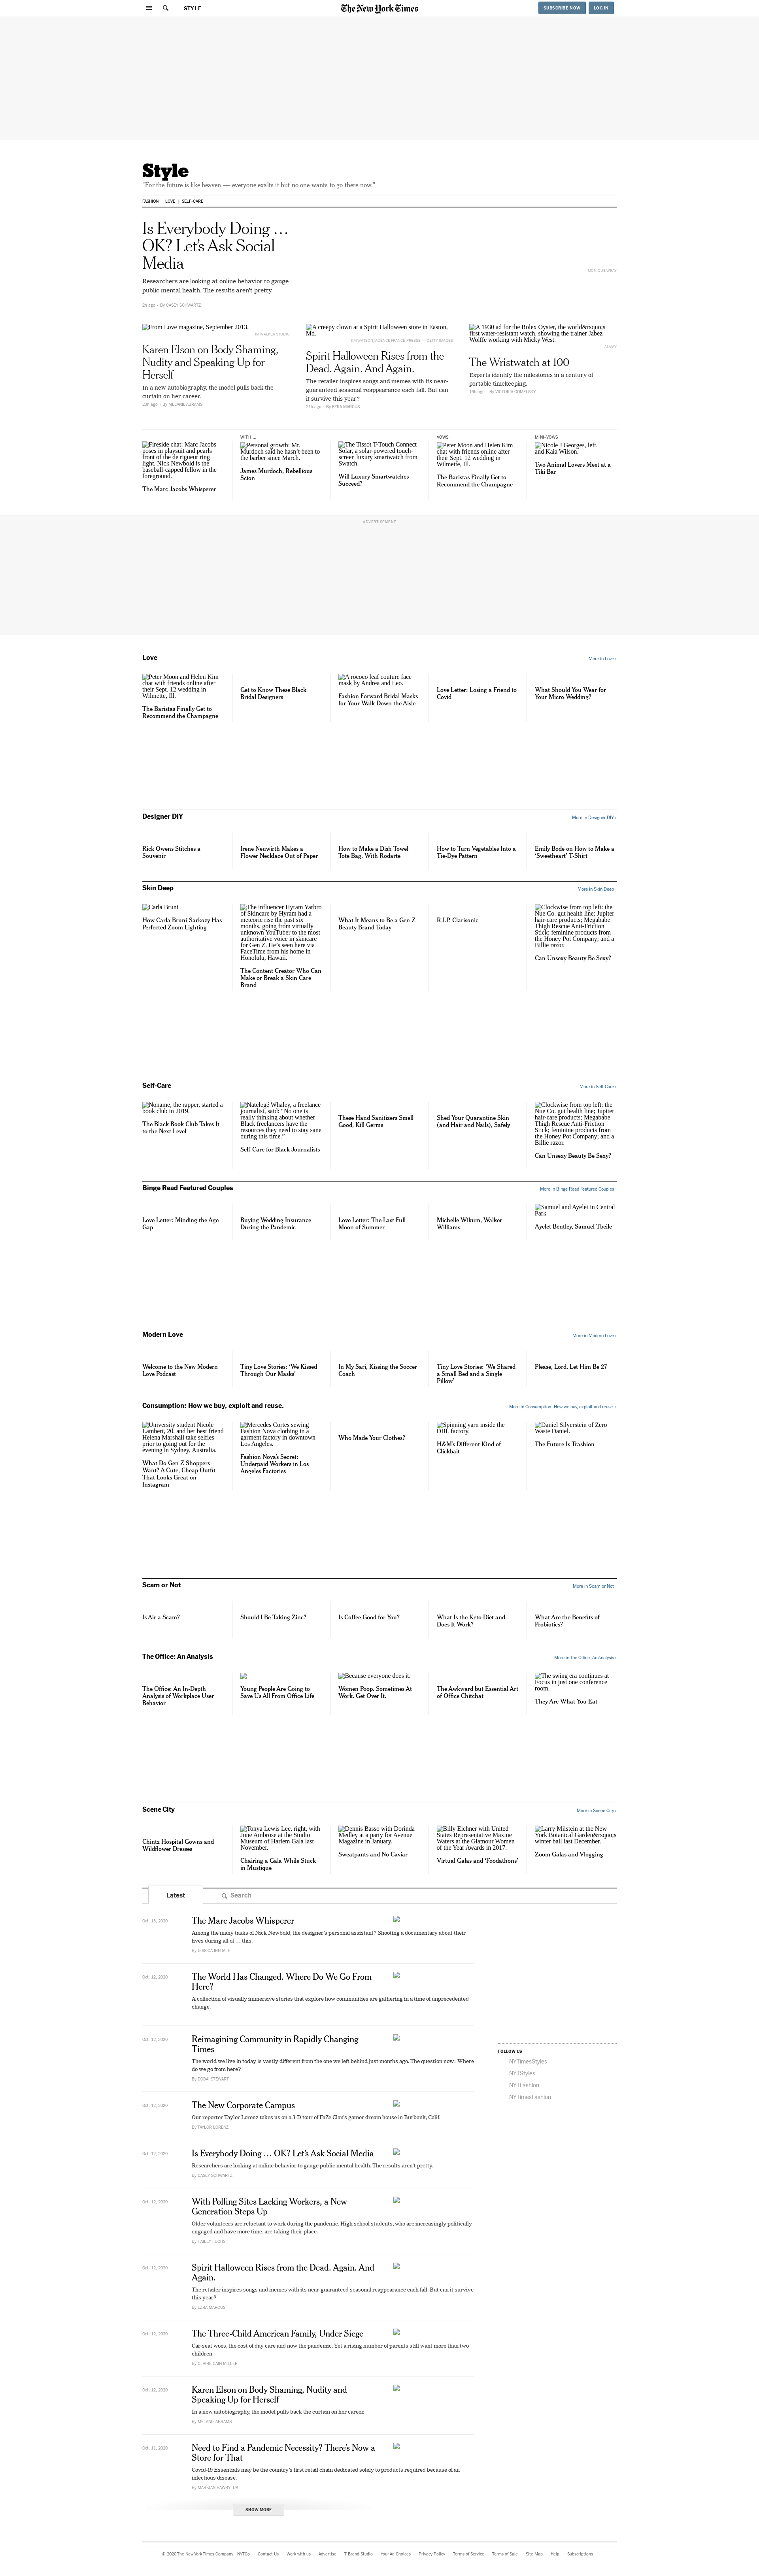 STYLE
The New York Times
SUBSCRIBE NOW
LOG IN
Style
"For the future is like heaven — everyone exalts it but no one wants to go there now."
FASHION
LOVE
SELF-CARE
Is Everybody Doing …
OK? Let's Ask Social
Media
Researchers are looking at online behavior to gauge
public mental health. The results aren't pretty.
By CASEY SCHWARTZ
From Love magazine, September 2013.
TIM WALKER STUDIO
Karen Elson on Body Shaming,
Nudity and Speaking Up for
Herself
In a new autobiography, the model pulls back the
curtain on her career.
By MELANIE ABRAMS
A creepy clown at a Spirit Halloween store in Easton,
Md.
Spirit Halloween Rises from the
Dead. Again. And Again.
The retailer inspires songs and memes with its near-
guaranteed seasonal reappearance each fall. But can
it survive this year?
21h ago - By EZRA MARCUS
A 1930 ad for the Rolex Oyster, the world&rsquo;s
first water-resistant watch, showing the trainer Jabez
Wolffe working with Micky West.
ALAMY
The Wristwatch at 100
Experts identify the milestones in a century of
portable timekeeping.
By VICTORIA GOMELSKY
Fireside chat: Marc Jacobs
poses in playsuit and pearls
front of the de rigueur ring
light. Nick Newbold is the
baseball-capped fellow in the
foreground.
The Marc Jacobs Whisperer
WITH ...
Personal growth: Mr.
Murdoch said he hasn't been to
the barber since March.
James Murdoch, Rebellious
Scion
The Tissot T-Touch Connect
Solar, a solar-powered touch-
screen luxury smartwatch from
Swatch.
Will Luxury Smartwatches
Succeed?
VOWS
Peter Moon and Helen Kim
chat with friends online after
their Sept. 12 wedding in
Wilmette, Ill.
The Baristas Finally Get to
Recommend the Champagne
MINI-VOWS
Nicole J Georges, left,
and Kaia Wilson.
Two Animal Lovers Meet at a
Tiki Bar
ADVERTISEMENT
Love
More in Love ›
Peter Moon and Helen Kim
chat with friends online after
their Sept. 12 wedding in
Wilmette, Ill.
The Baristas Finally Get to
Recommend the Champagne
Get to Know These Black
Bridal Designers
A rococo leaf couture face
mask by Andrea and Leo.
Fashion Forward Bridal Masks
for Your Walk Down the Aisle
Love Letter: Losing a Friend to
Covid
What Should You Wear for
Your Micro Wedding?
Designer DIY
More in Designer DIY ›
Rick Owens Stitches a
Souvenir
Irene Neuwirth Makes a
Flower Necklace Out of Paper
How to Make a Dish Towel
Tote Bag, With Rodarte
How to Turn Vegetables Into a
Tie-Dye Pattern
Emily Bode on How to Make a
'Sweetheart' T-Shirt
Skin Deep
More in Skin Deep ›
Carla Bruni
How Carla Bruni-Sarkozy Has
Perfected Zoom Lighting
The influencer Hyram Yarbro
of Skincare by Hyram had a
meteoric rise the past six
months, going from virtually
unknown YouTuber to the most
authoritative voice in skincare
for Gen Z. He's seen here via
FaceTime from his home in
Honolulu, Hawaii.
The Content Creator Who Can
Make or Break a Skin Care
Brand
What It Means to Be a Gen Z
Beauty Brand Today
R.I.P. Clarisonic
Clockwise from top left: the
Nue Co. gut health line; Jupiter
hair-care products; Megababe
Thigh Rescue Anti-Friction
Stick; feminine products from
the Honey Pot Company; and a
Billie razor.
Can Unsexy Beauty Be Sexy?
Self-Care
More in Self-Care ›
Noname, the rapper, started a
book club in 2019.
The Black Book Club Takes It
to the Next Level
Natelegé Whaley, a freelance
journalist, said: "No one is
really thinking about whether
Black freelancers have the
resources they need to stay sane
during this time."
Self-Care for Black Journalists
These Hand Sanitizers Smell
Good, Kill Germs
Shed Your Quarantine Skin
(and Hair and Nails), Safely
Clockwise from top left: the
Nue Co. gut health line; Jupiter
hair-care products; Megababe
Thigh Rescue Anti-Friction
Stick; feminine products from
the Honey Pot Company; and a
Billie razor.
Can Unsexy Beauty Be Sexy?
Binge Read Featured Couples
More in Binge Read Featured Couples ›
Love Letter: Minding the Age
Gap
Buying Wedding Insurance
During the Pandemic
Love Letter: The Last Full
Moon of Summer
Michelle Wikum, Walker
Williams
Samuel and Ayelet in Central
Park
Ayelet Bentley, Samuel Theile
Modern Love
More in Modern Love ›
Welcome to the New Modern
Love Podcast
Tiny Love Stories: 'We Kissed
Through Our Masks'
In My Sari, Kissing the Soccer
Coach
Tiny Love Stories: 'We Shared
a Small Bed and a Single
Pillow'
Please, Lord, Let Him Be 27
Consumption: How we buy, exploit and reuse.
More in Consumption: How we buy, exploit and reuse. ›
University student Nicole
Lambert, 20, and her best friend
Helena Marshall take selfies
prior to going out for the
evening in Sydney, Australia.
What Do Gen Z Shoppers
Want? A Cute, Cheap Outfit
That Looks Great on
Instagram
Mercedes Cortes sewing
Fashion Nova clothing in a
garment factory in downtown
Los Angeles.
Fashion Nova's Secret:
Underpaid Workers in Los
Angeles Factories
Who Made Your Clothes?
Spinning yarn inside the
DBL factory.
H&M's Different Kind of
Clickbait
Daniel Silverstein of Zero
Waste Daniel.
The Future Is Trashion
Scam or Not
More in Scam or Not ›
Is Air a Scam?
Should I Be Taking Zinc?
Is Coffee Good for You?
What Is the Keto Diet and
Does It Work?
What Are the Benefits of
Probiotics?
The Office: An Analysis
More in The Office: An Analysis ›
The Office: An In-Depth
Analysis of Workplace User
Behavior
Young People Are Going to
Save Us All From Office Life
Because everyone does it.
Women Poop. Sometimes At
Work. Get Over It.
The Awkward but Essential Art
of Office Chitchat
The swing era continues at
Focus in just one conference
room.
They Are What You Eat
Scene City
More in Scene City ›
Chintz Hospital Gowns and
Wildflower Dresses
Tonya Lewis Lee, right, with
June Ambrose at the Studio
Museum of Harlem Gala last
November.
Chairing a Gala While Stuck
in Mustique
Dennis Basso with Dorinda
Medley at a party for Avenue
Magazine in January.
Sweatpants and No Caviar
Billy Eichner with United
States Representative Maxine
Waters at the Glamour Women
of the Year Awards in 2017.
Virtual Galas and 'Foodathons'
Larry Milstein at the New
York Botanical Garden&rsquo;s
winter ball last December.
Zoom Galas and Vlogging
Latest
Search
Oct. 13, 2020
The Marc Jacobs Whisperer
Among the many tasks of Nick Newbold, the designer's personal assistant? Shooting a documentary about their
lives during all of … this.
By JESSICA IREDALE
Oct. 12, 2020
The World Has Changed. Where Do We Go From
Here?
A collection of visually immersive stories that explore how communities are gathering in a time of unprecedented
change.
Oct. 12, 2020
Reimagining Community in Rapidly Changing
Times
The world we live in today is vastly different from the one we left behind just months ago. The question now: Where
do we go from here?
By DODAI STEWART
Oct. 12, 2020
The New Corporate Campus
Our reporter Taylor Lorenz takes us on a 3-D tour of FaZe Clan's gamer dream house in Burbank, Calif.
By TAYLOR LORENZ
Oct. 12, 2020
Is Everybody Doing … OK? Let's Ask Social Media
Researchers are looking at online behavior to gauge public mental health. The results aren't pretty.
By CASEY SCHWARTZ
Oct. 12, 2020
With Polling Sites Lacking Workers, a New
Generation Steps Up
Older volunteers are reluctant to work during the pandemic. High school students, who are increasingly politically
engaged and have more time, are taking their place.
By HAILEY FUCHS
Oct. 12, 2020
Spirit Halloween Rises from the Dead. Again. And
Again.
The retailer inspires songs and memes with its near-guaranteed seasonal reappearance each fall. But can it survive
this year?
By EZRA MARCUS
Oct. 12, 2020
The Three-Child American Family, Under Siege
Car-seat woes, the cost of day care and now the pandemic. Yet a rising number of parents still want more than two
children.
By CLAIRE CAIN MILLER
Oct. 12, 2020
Karen Elson on Body Shaming, Nudity and
Speaking Up for Herself
In a new autobiography, the model pulls back the curtain on her career.
By MELANIE ABRAMS
Oct. 11, 2020
Need to Find a Pandemic Necessity? There's Now a
Store for That
Covid-19 Essentials may be the country's first retail chain dedicated solely to products required because of an
infectious disease.
By MARKIAN HAWRYLUK
SHOW MORE
FOLLOW US
NYTimesStyles
NYTStyles
NYTFashion
NYTimesFashion
© 2020 The New York Times Company
NYTCo
Contact Us
Work with us
Advertise
T Brand Studio
Your Ad Choices
Privacy Policy
Terms of Service
Terms of Sale
Site Map
Help
Subscriptions